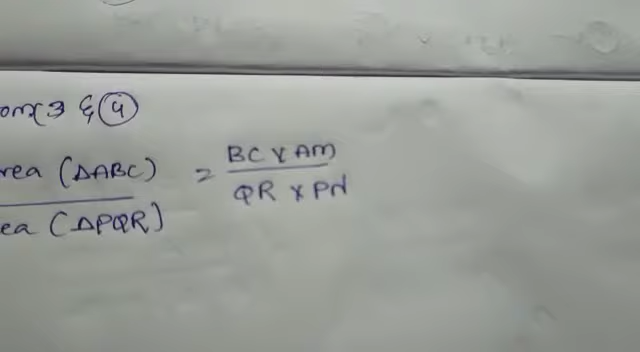 om 3 & 4
rea (ΔABC) = BC × AM
ea (ΔPQR) QR × PN